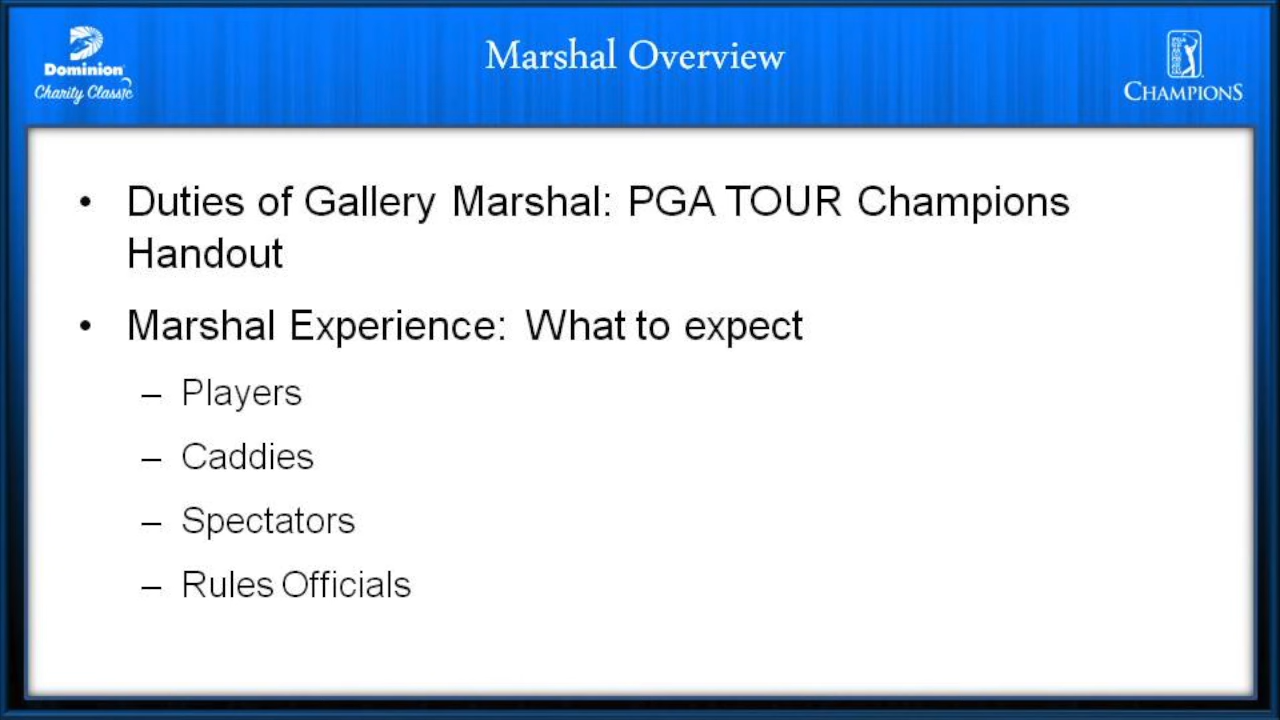 Dominion
Charity Classic
Marshal Overview
CHAMPIONS
• Duties of Gallery Marshal: PGA TOUR Champions
Handout
• Marshal Experience: What to expect
– Players
– Caddies
– Spectators
– Rules Officials